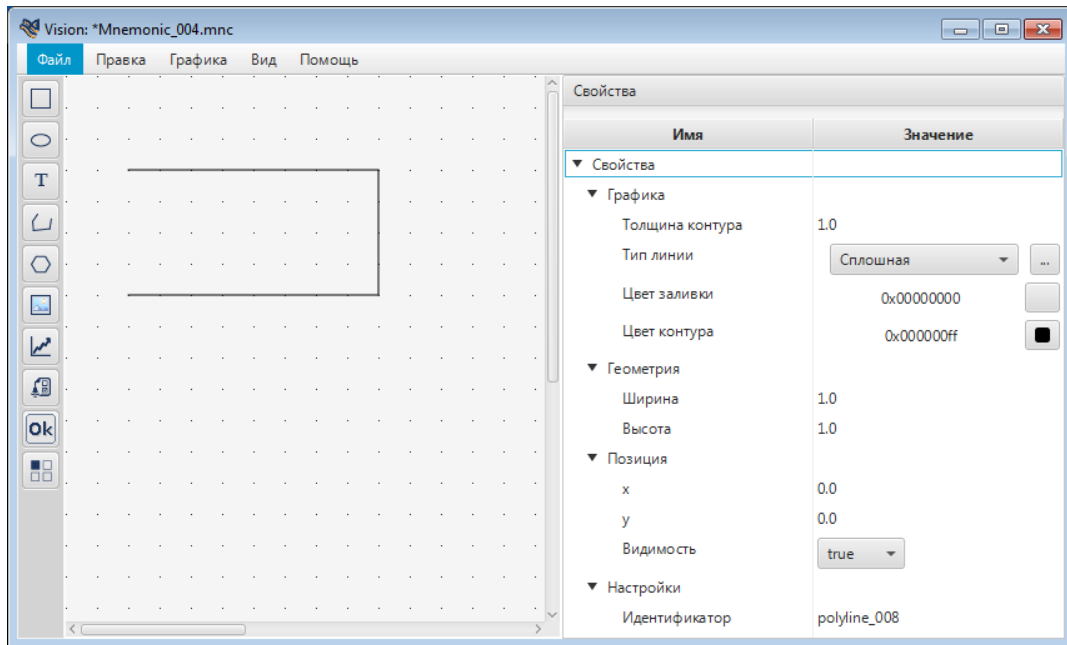 Vision: *Mnemonic_004.mnc
Файл Правка Графика Вид Помощь
T
Ok
Свойства
Имя Значение
Свойства
Графика
Толщина контура 1.0
Тип линии Сплошная ...
Цвет заливки 0x00000000
Цвет контура 0x000000ff
Геометрия
Ширина 1.0
Высота 1.0
Позиция
x 0.0
y 0.0
Видимость true
Настройки
Идентификатор polyline_008